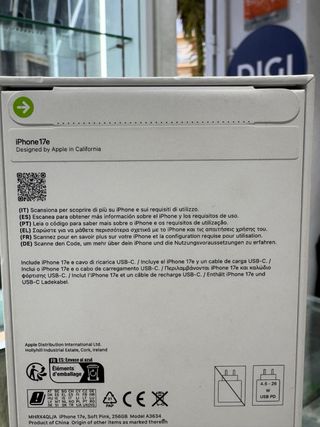 DIGI
iPhone 17e
Designed by Apple in California
(IT) Scansiona per scoprire di più su iPhone e sui requisiti di utilizzo.
(ES) Escanea para obtener más información sobre el iPhone y los requisitos de uso.
(PT) Leia o código para saber mais sobre o iPhone e os requisitos de utilização.
(EL) Σαρώστε για να μάθετε περισσότερα σχετικά με το iPhone και τις απαιτήσεις χρήσης του.
(FR) Scannez pour en savoir plus sur votre iPhone et la configuration requise pour utilisation.
(DE) Scanne den Code, um mehr über dein iPhone und die Nutzungsvoraussetzungen zu erfahren.
Include iPhone 17e e cavo di ricarica USB-C. / Incluye el iPhone 17e y un cable de carga USB-C. /
Inclui o iPhone 17e e o cabo de carregamento USB-C. / Περιλαμβάνονται iPhone 17e και καλώδιο
φόρτισης USB-C. / Inclut l'iPhone 17e et un câble de recharge USB-C. / Enthält iPhone 17e und
USB-C Ladekabel.
Apple Distribution International Ltd.
Hollyhill Industrial Estate, Cork, Ireland
Éléments
d'emballage
4.5 - 26
W
USB PD
MHRX4QL/A iPhone 17e, Soft Pink, 256GB Model A3634
Product of China Other items as marked thereon